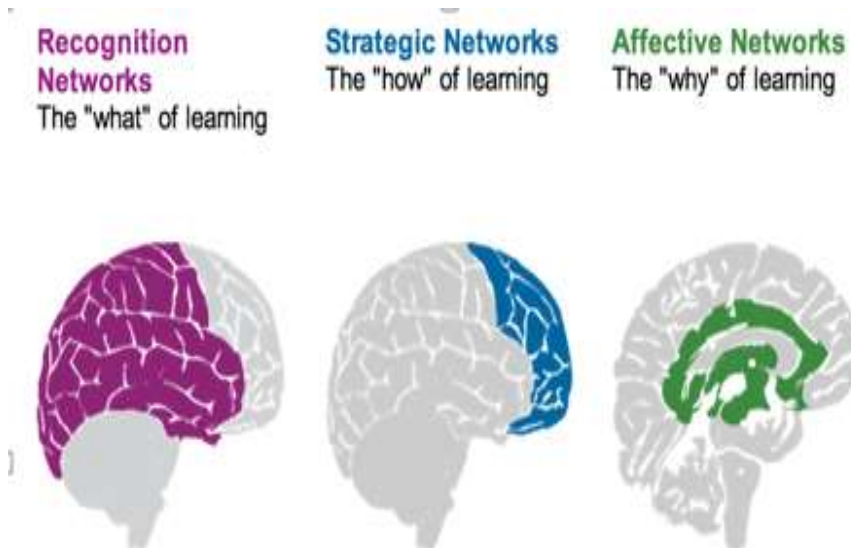 Recognition
Networks
The "what" of learning
Strategic Networks
The "how" of learning
Affective Networks
The "why" of learning